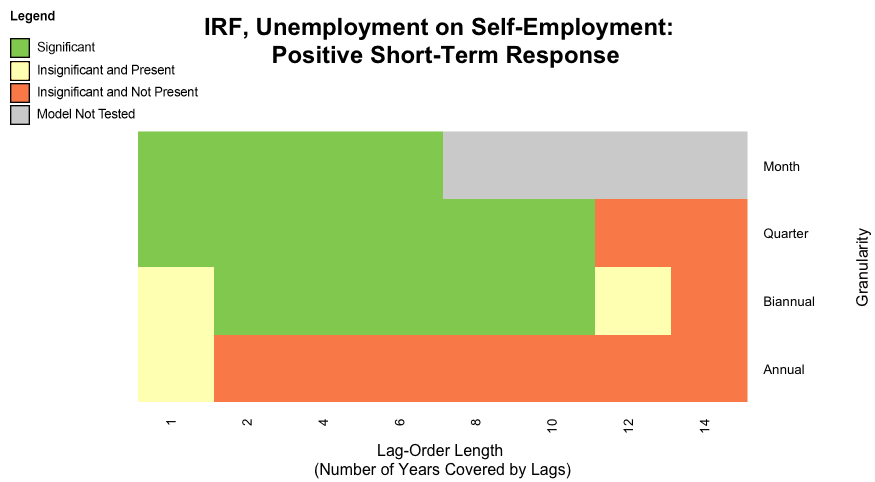 Legend
Significant
Insignificant and Present
Insignificant and Not Present
Model Not Tested
IRF, Unemployment on Self-Employment:
Positive Short-Term Response
Month
Quarter
Biannual
Annual
Granularity
1 2 4 6 8 10 12 14
Lag-Order Length
(Number of Years Covered by Lags)